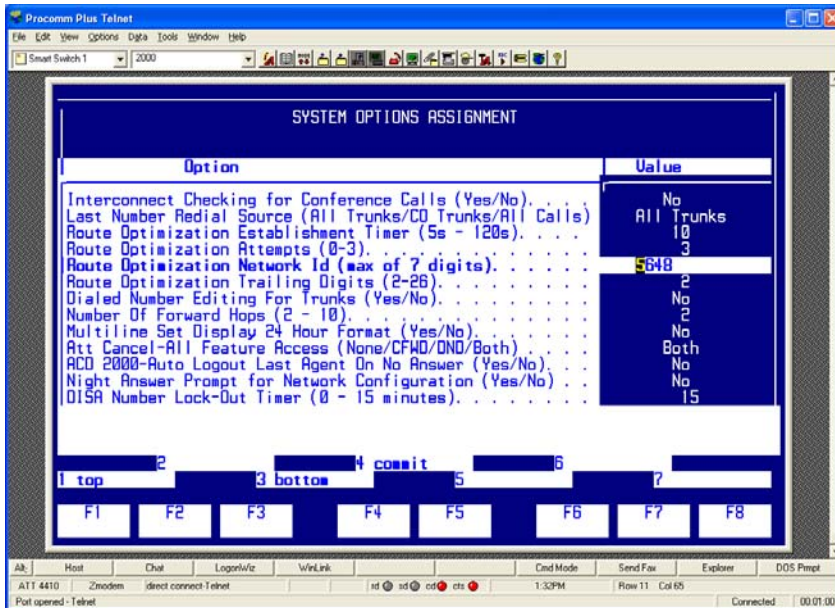 Procomm Plus Telnet
File Edit View Options Data Tools Window Help
Smart Switch 1 2000
SYSTEM OPTIONS ASSIGNMENT
Option Value
Interconnect Checking for Conference Calls (Yes/No). . . . No
Last Number Redial Source (All Trunks/CO Trunks/All Calls) All Trunks
Route Optimization Establishment Timer (5s - 120s). . . . 10
Route Optimization Attempts (0-3). . . . . . . . . . . . . 3
Route Optimization Network Id (max of 7 digits). . . . . . 5648
Route Optimization Trailing Digits (2-26). . . . . . . . . 2
Dialed Number Editing For Trunks (Yes/No). . . . . . . . . No
Number Of Forward Hops (2 - 10). . . . . . . . . . . . . . 2
Multiline Set Display 24 Hour Format (Yes/No). . . . . . . No
Att Cancel-All Feature Access (None/CFWD/DND/Both) . . . . Both
ACD 2000-Auto Logout Last Agent On No Answer (Yes/No). . . No
Night Answer Prompt for Network Configuration (Yes/No) . . No
DISA Number Lock-Out Timer (0 - 15 minutes). . . . . . . . 15
2 4 commit 6
1 top 3 bottom 5 7
F1 F2 F3 F4 F5 F6 F7 F8
Alt- Host Chat LogonWiz WinLink Cmd Mode Send Fax Explorer DOS Prmpt
ATT 4410 Zmodem direct connect-Telnet rd sd cd cts 1:32PM Row 11 Col 65
Port opened - Telnet Connected 00:01:00